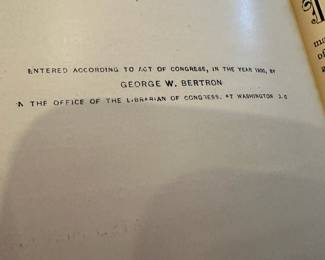 ENTERED ACCORDING TO ACT OF CONGRESS, IN THE YEAR 1900, BY
GEORGE W. BERTRON
N THE OFFICE OF THE LIBRARIAN OF CONGRESS, AT WASHINGTON D.C